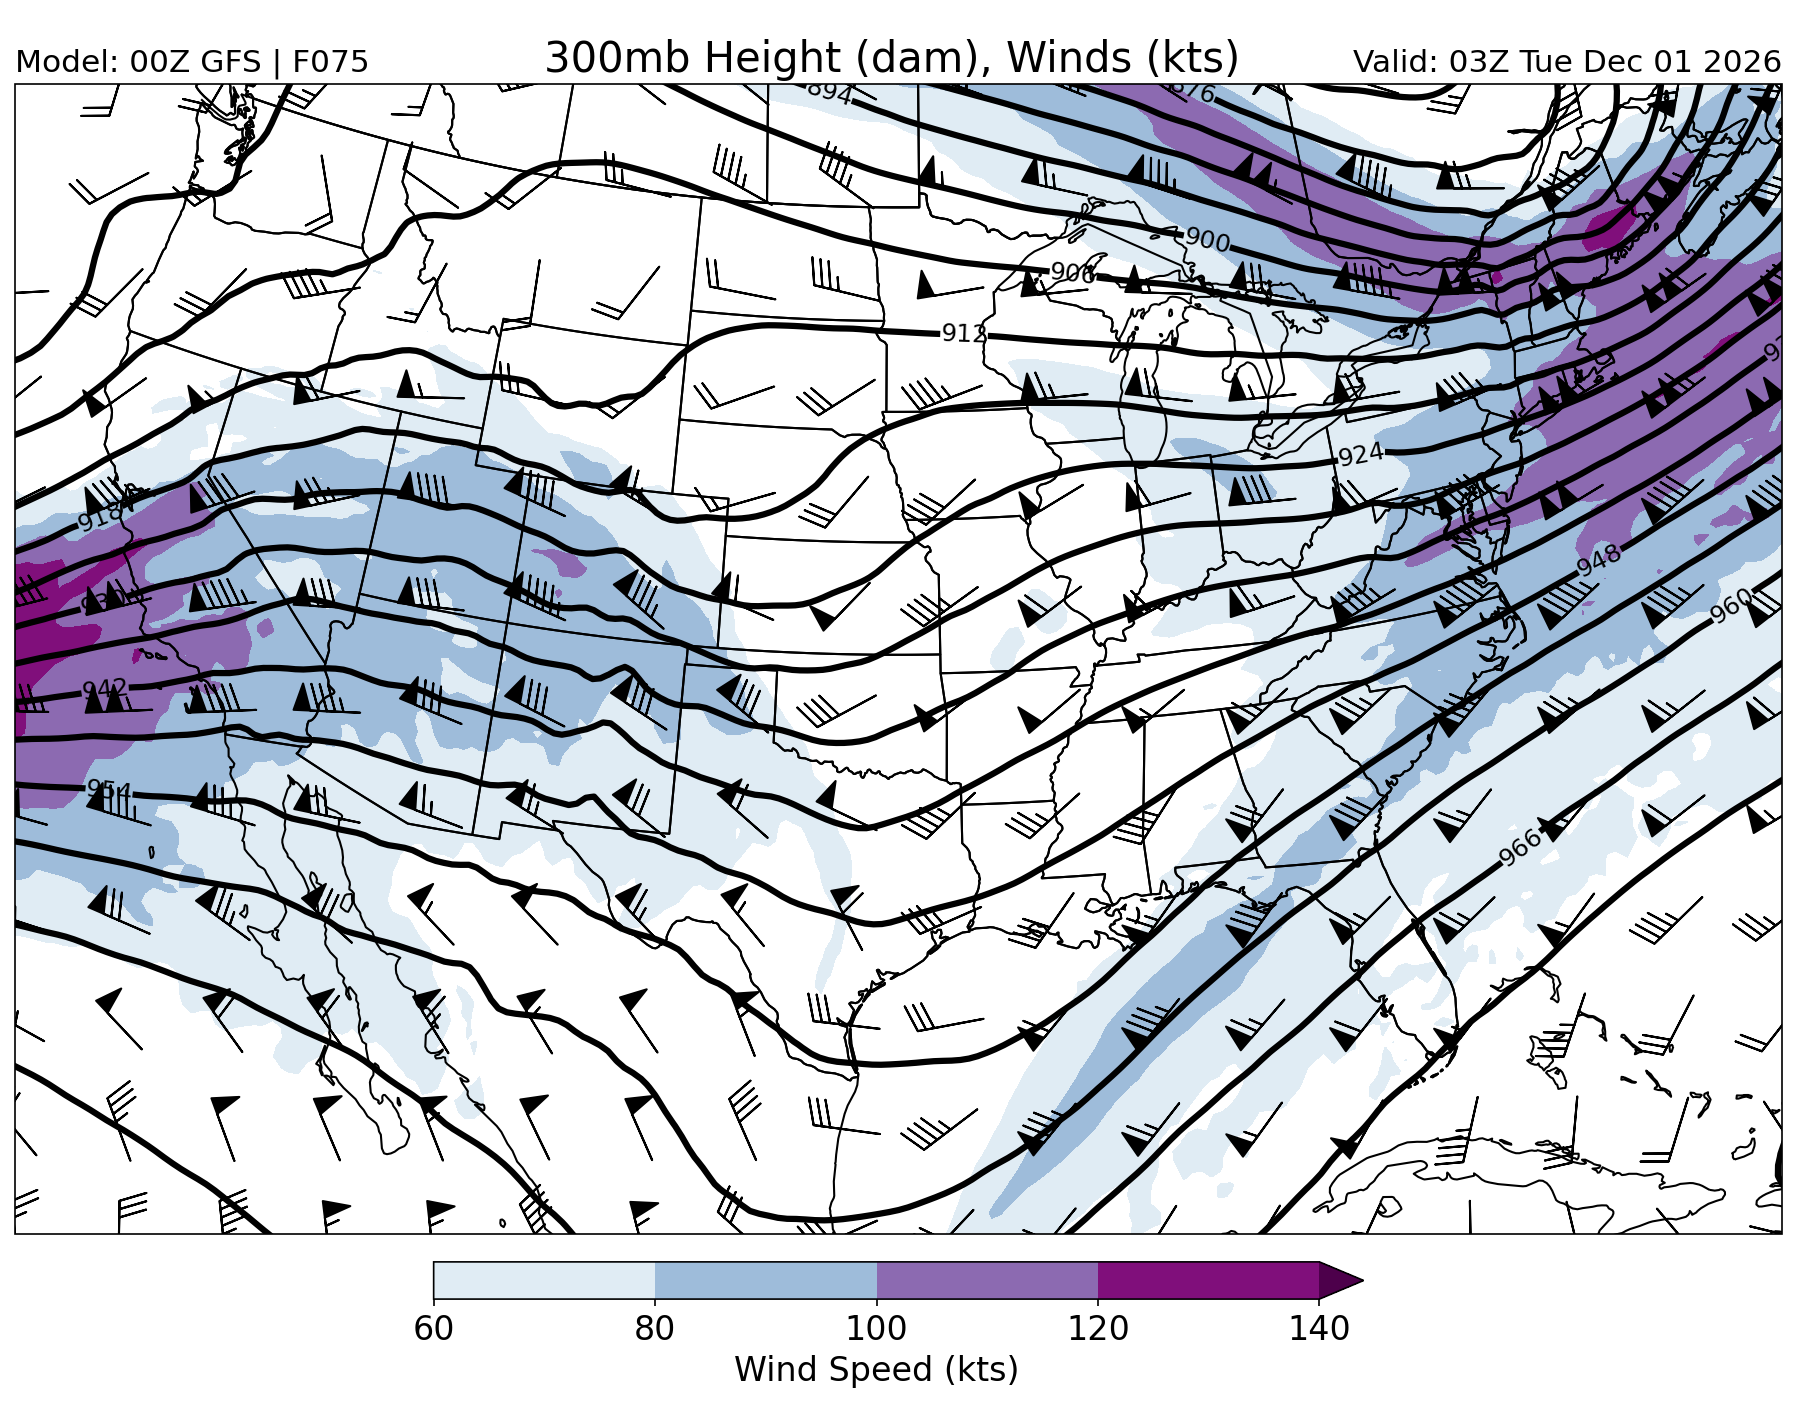 Model: 00Z GFS | F075
300mb Height (dam), Winds (kts)
Valid: 03Z Tue Dec 01 2026
894
876
900
906
912
924
918
930
942
948
954
960
966
60 80 100 120 140
Wind Speed (kts)